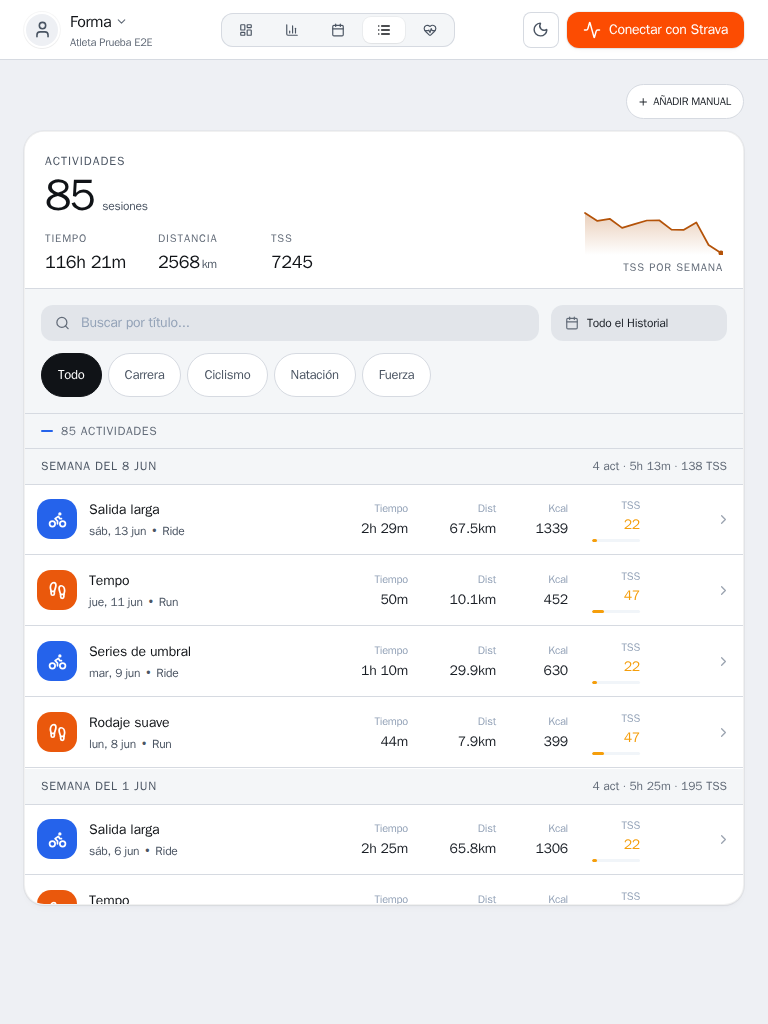 Forma
Atleta Prueba E2E
Conectar con Strava
+ AÑADIR MANUAL
ACTIVIDADES
85 sesiones
TIEMPO DISTANCIA TSS
116h 21m 2568 km 7245
TSS POR SEMANA
Buscar por título...
Todo el Historial
Todo Carrera Ciclismo Natación Fuerza
85 ACTIVIDADES
SEMANA DEL 8 JUN 4 act · 5h 13m · 138 TSS
Salida larga
sáb, 13 jun • Ride
Tiempo Dist Kcal TSS
2h 29m 67.5km 1339 22
Tempo
jue, 11 jun • Run
Tiempo Dist Kcal TSS
50m 10.1km 452 47
Series de umbral
mar, 9 jun • Ride
Tiempo Dist Kcal TSS
1h 10m 29.9km 630 22
Rodaje suave
lun, 8 jun • Run
Tiempo Dist Kcal TSS
44m 7.9km 399 47
SEMANA DEL 1 JUN 4 act · 5h 25m · 195 TSS
Salida larga
sáb, 6 jun • Ride
Tiempo Dist Kcal TSS
2h 25m 65.8km 1306 22
Tempo
Tiempo Dist Kcal TSS